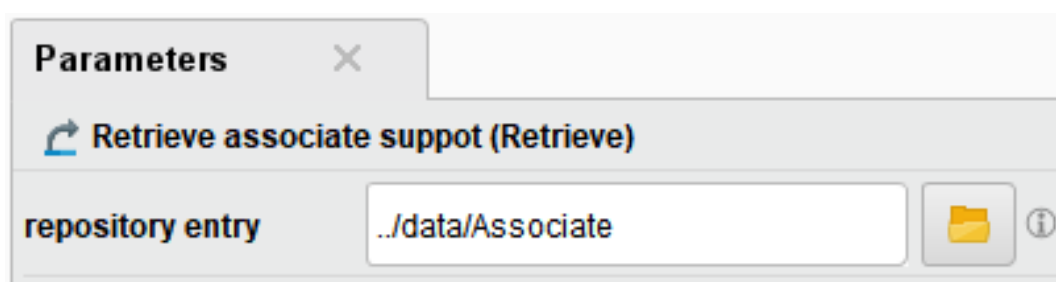 Parameters
Retrieve associate suppot (Retrieve)
repository entry ../data/Associate